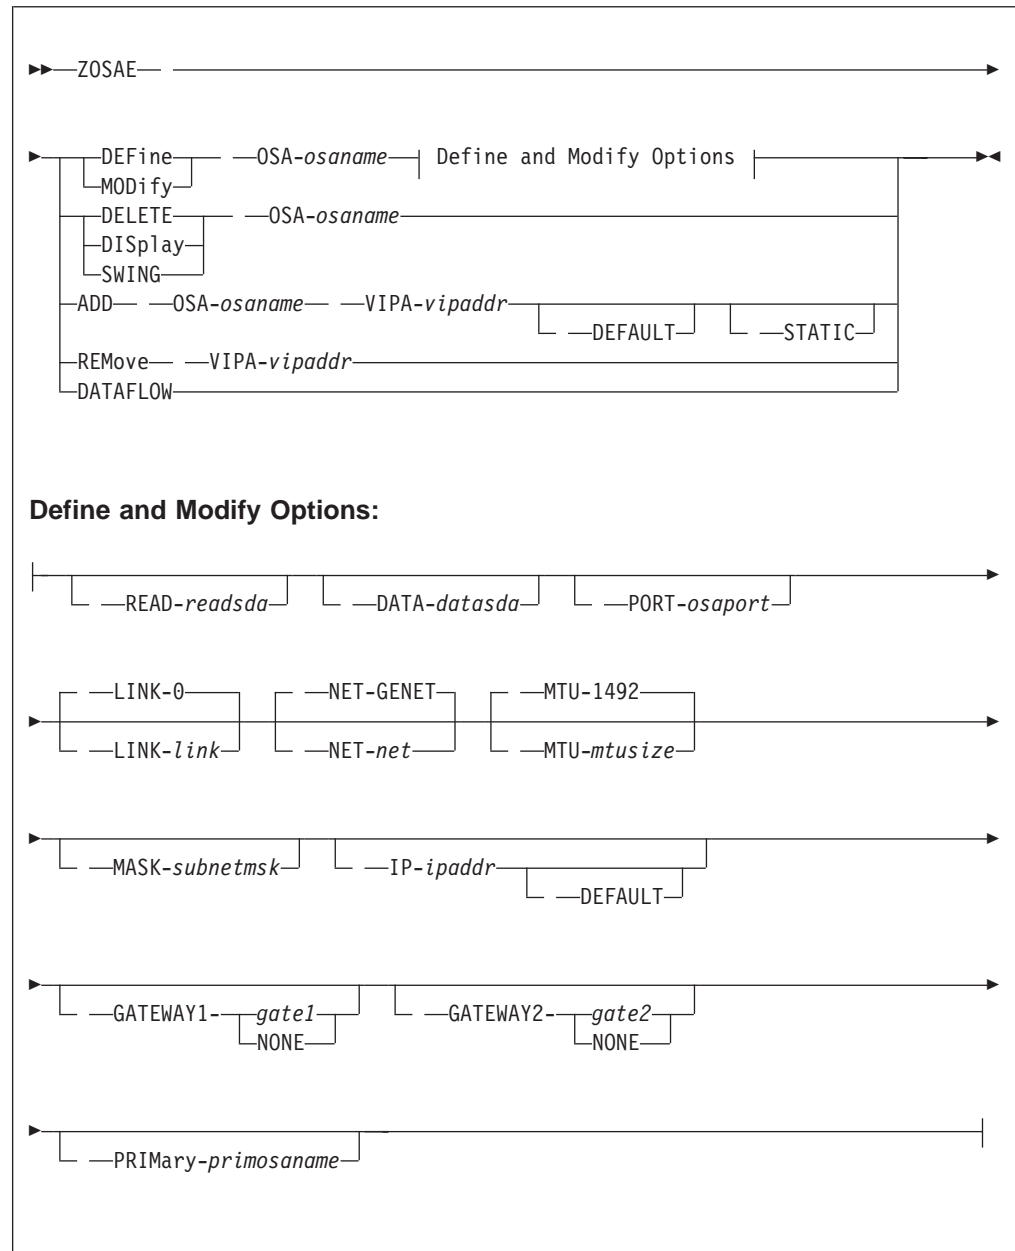 ZOSAE
DEFine OSA-osaname Define and Modify Options
MODify
DELETE OSA-osaname
DISplay
SWING
ADD OSA-osaname VIPA-vipaddr
DEFAULT STATIC
REMove VIPA-vipaddr
DATAFLOW
Define and Modify Options:
READ-readsda DATA-datasda PORT-osaport
LINK-0 NET-GENET MTU-1492
LINK-link NET-net MTU-mtusize
MASK-subnetmsk IP-ipaddr
DEFAULT
GATEWAY1-gate1 GATEWAY2-gate2
NONE NONE
PRIMary-primosaname